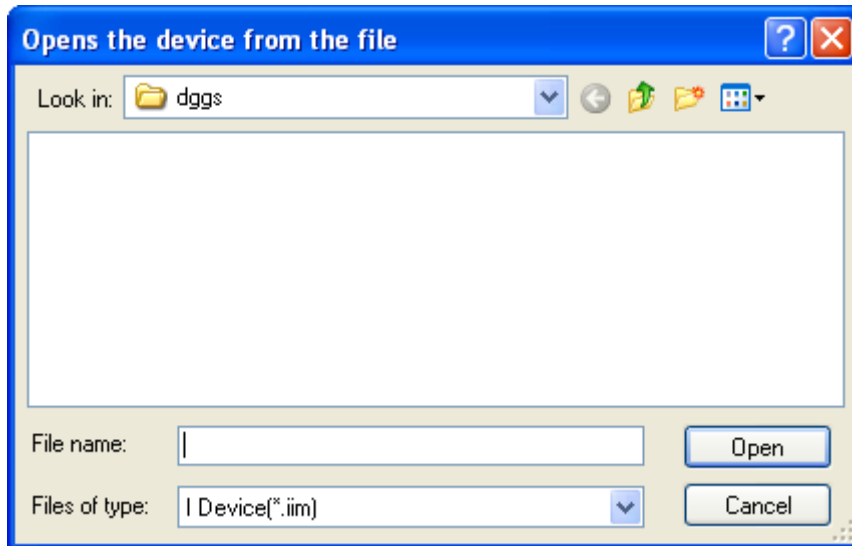 Opens the device from the file
?
Look in: dggs
File name: Open
Files of type: I Device(*.iim) Cancel